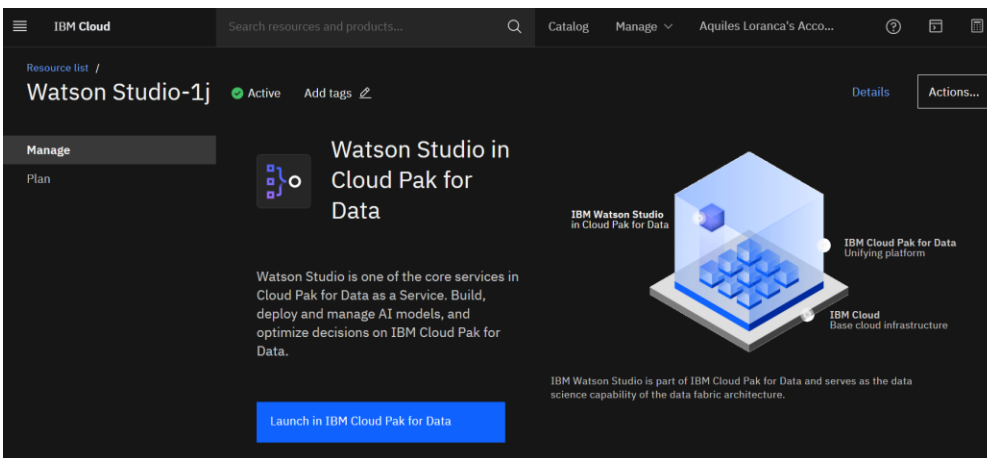 IBM Cloud
Search resources and products...
Catalog
Manage
Aquiles Loranca's Acco...
Resource list /
Watson Studio-1j
Active
Add tags
Details
Actions...
Manage
Plan
Watson Studio in
Cloud Pak for
Data
Watson Studio is one of the core services in
Cloud Pak for Data as a Service. Build,
deploy and manage AI models, and
optimize decisions on IBM Cloud Pak for
Data.
Launch in IBM Cloud Pak for Data
IBM Watson Studio
in Cloud Pak for Data
IBM Cloud Pak for Data
Unifying platform
IBM Cloud
Base cloud infrastructure
IBM Watson Studio is part of IBM Cloud Pak for Data and serves as the data
science capability of the data fabric architecture.